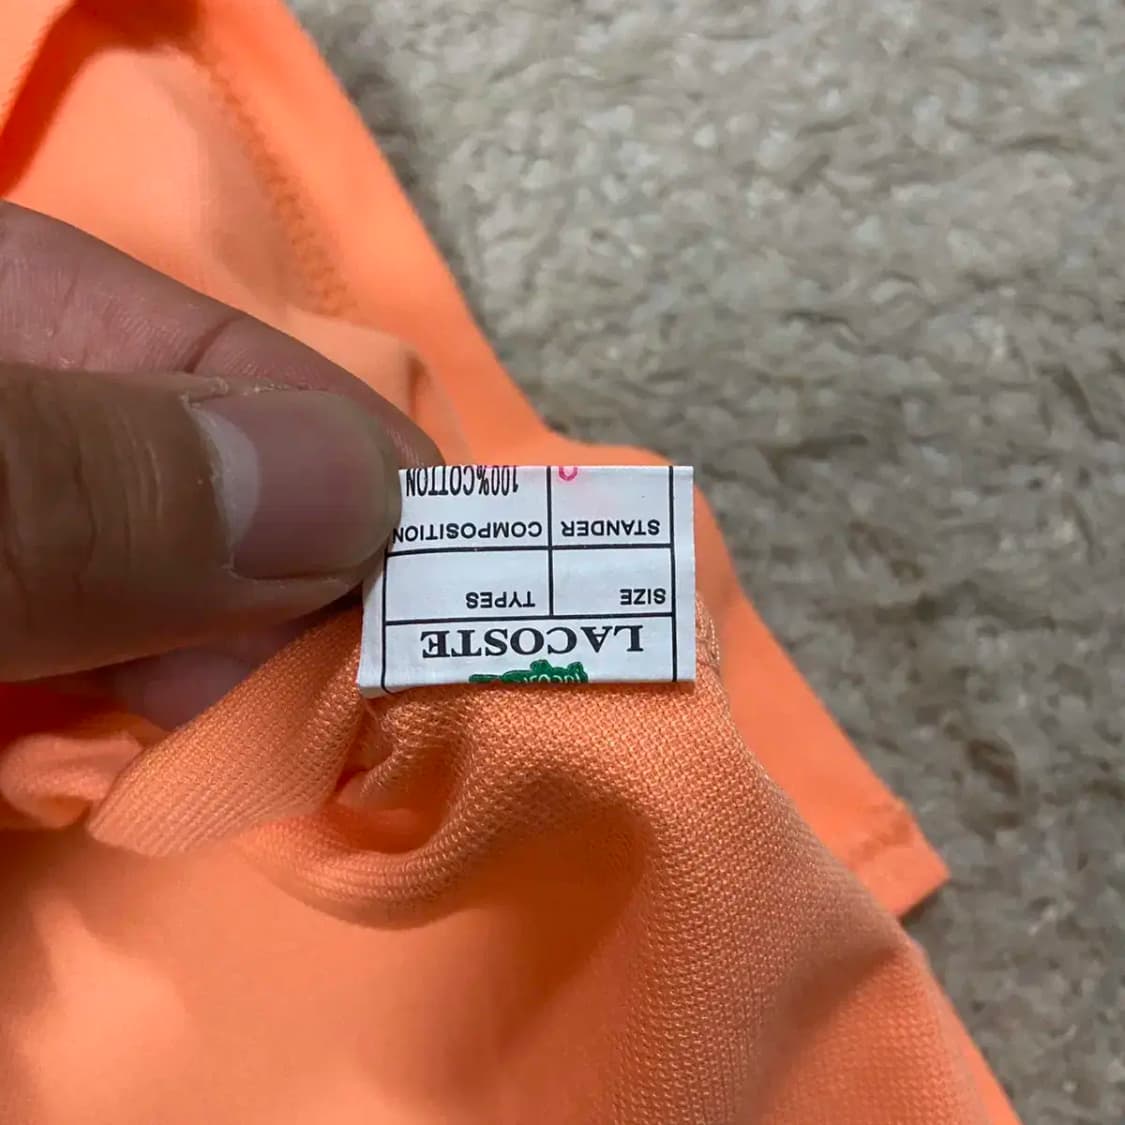 LACOSTE
SIZE TYPES
STANDER COMPOSITION
100%COTTON